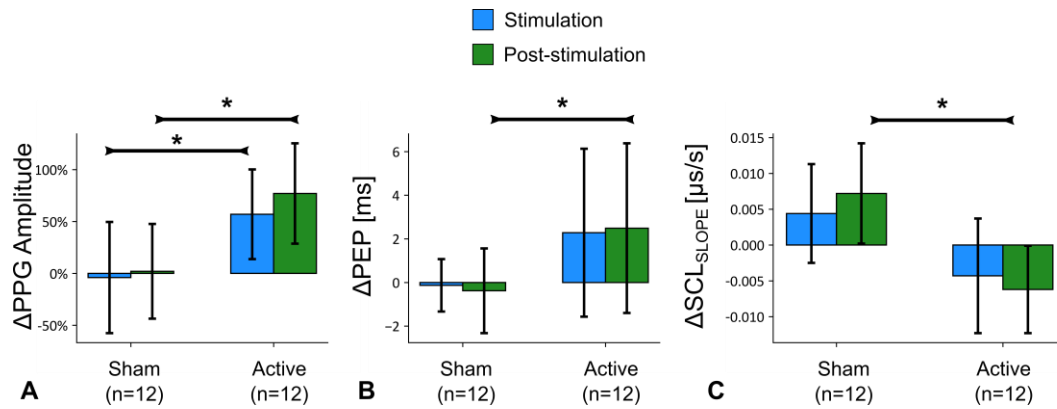 Stimulation
Post-stimulation
ΔPPG Amplitude
100%
50%
0%
-50%
*
*
Sham
(n=12)
Active
(n=12)
A
ΔPEP [ms]
6
4
2
0
−2
*
Sham
(n=12)
Active
(n=12)
B
ΔSCLSLOPE [µs/s]
0.015
0.010
0.005
0.000
-0.005
-0.010
*
Sham
(n=12)
Active
(n=12)
C